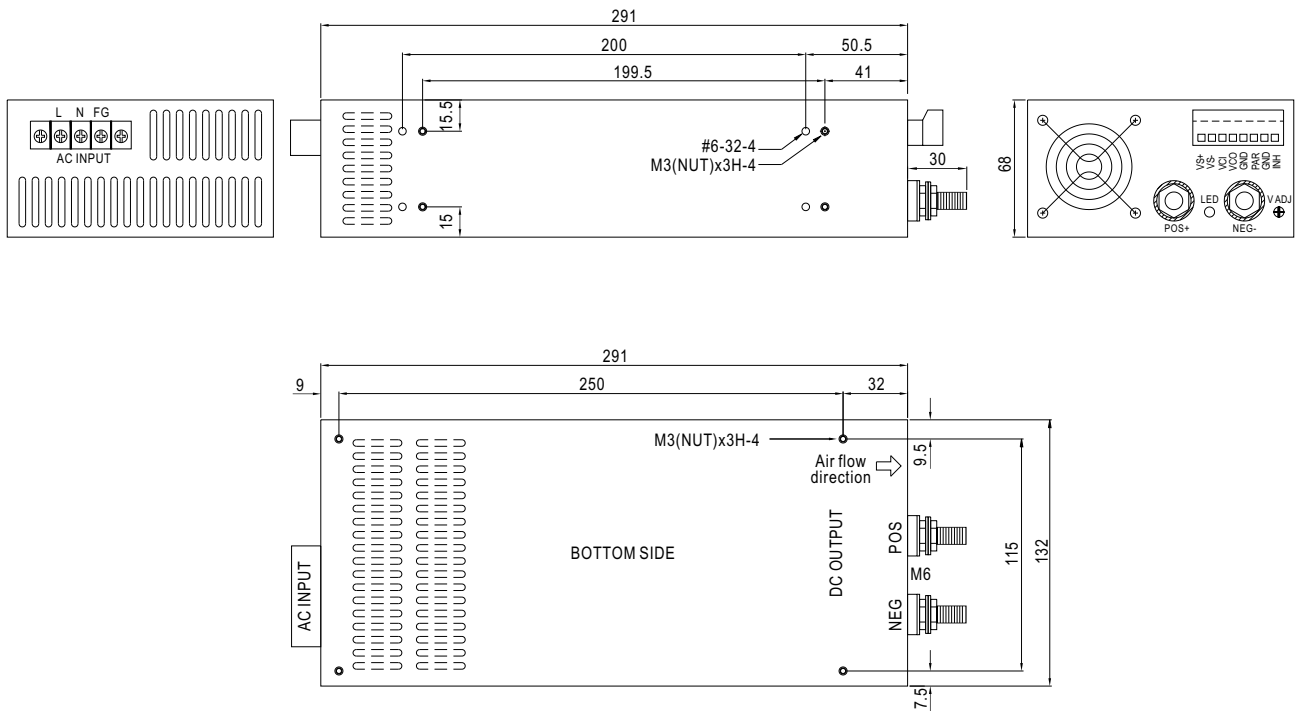 291
200
50.5
199.5
41
L N FG
AC INPUT
15.5
#6-32-4
M3(NUT)x3H-4
15
30
68
VS+
VS-
VCI
VCO
GND
PAR
GND
INH
LED
V ADJ
POS+
NEG-
291
9
250
32
M3(NUT)x3H-4
9.5
Air flow
direction
AC INPUT
BOTTOM SIDE
DC OUTPUT
POS
M6
NEG
115
132
7.5